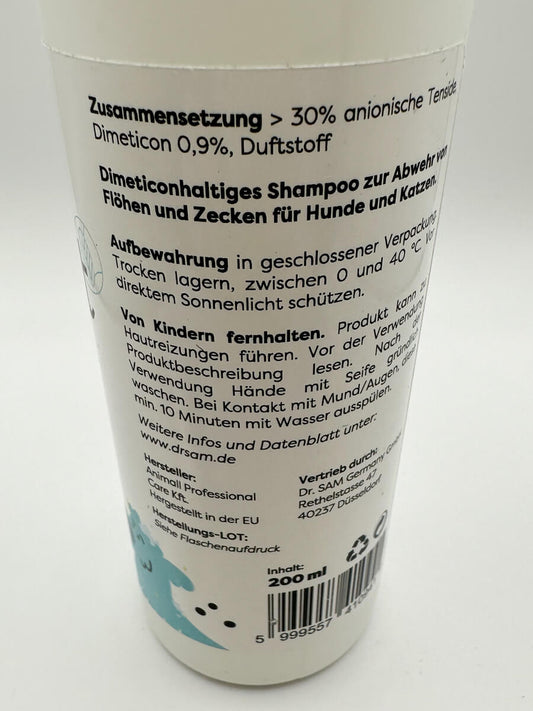 Zusammensetzung > 30% anionische Tenside,
Dimeticon 0,9%, Duftstoff
Dimeticonhaltiges Shampoo zur Abwehr von
Flöhen und Zecken für Hunde und Katzen.
Aufbewahrung in geschlossener Verpackung
Trocken lagern, zwischen 0 und 40 °C. Vor
direktem Sonnenlicht schützen.
Von Kindern fernhalten. Produkt kann zu
Hautreizungen führen. Vor der Verwendung
Produktbeschreibung lesen. Nach der
Verwendung Hände mit Seife gründlich
waschen. Bei Kontakt mit Mund/Augen, diese
min. 10 Minuten mit Wasser ausspülen.
Weitere Infos und Datenblatt unter:
www.drsam.de
Hersteller:
Animall Professional
Care Kft.
Hergestellt in der EU
Herstellungs-LOT:
Siehe Flaschenaufdruck
Vertrieb durch:
Dr. SAM Germany GmbH
Rethelstasse 47
40237 Düsseldorf
Inhalt:
200 ml
5 999557